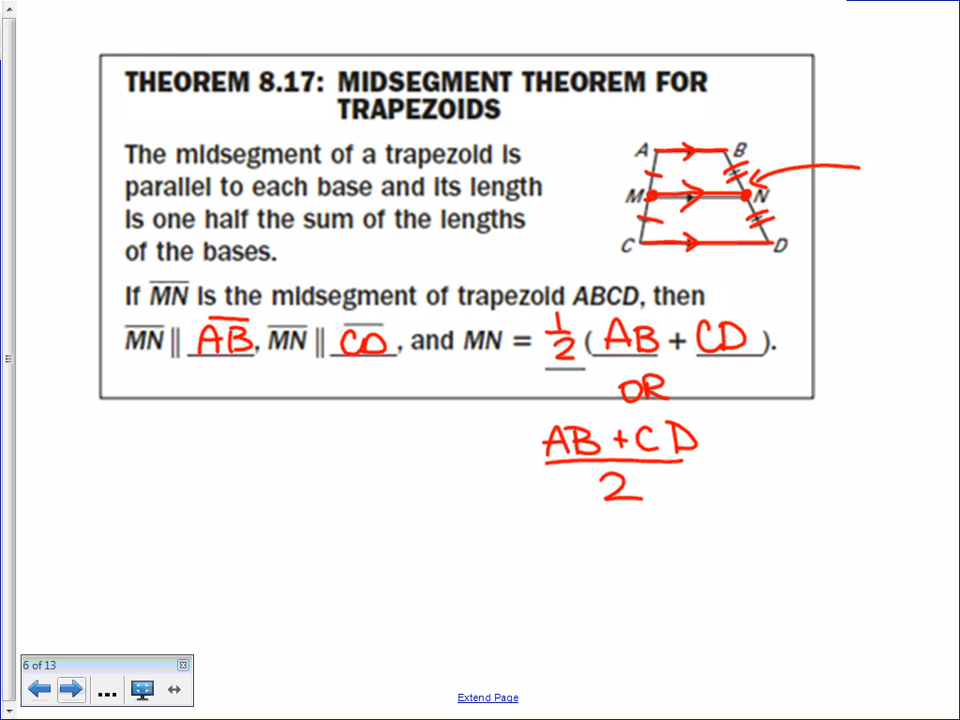 THEOREM 8.17: MIDSEGMENT THEOREM FOR
TRAPEZOIDS
The midsegment of a trapezoid is
parallel to each base and its length
is one half the sum of the lengths
of the bases.
A B
M N
C D
If MN is the midsegment of trapezoid ABCD, then
MN || AB, MN || CD, and MN = 1/2 (AB + CD).
OR
AB + CD
2
6 of 13
...
Extend Page